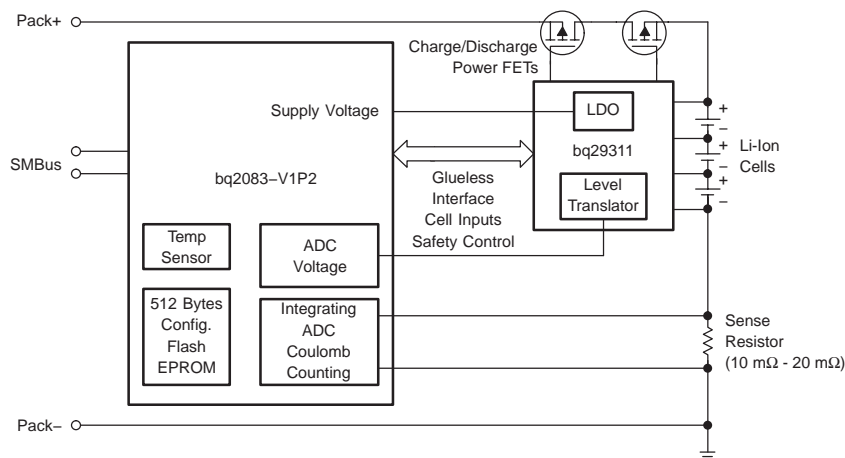 Pack+
Charge/Discharge
Power FETs
Supply Voltage
LDO
bq29311
+
−
+
−
+
−
Li-Ion
Cells
SMBus
bq2083−V1P2
Glueless
Interface
Cell Inputs
Safety Control
Level
Translator
Temp
Sensor
ADC
Voltage
512 Bytes
Config.
Flash
EPROM
Integrating
ADC
Coulomb
Counting
Sense
Resistor
(10 mΩ - 20 mΩ)
Pack−